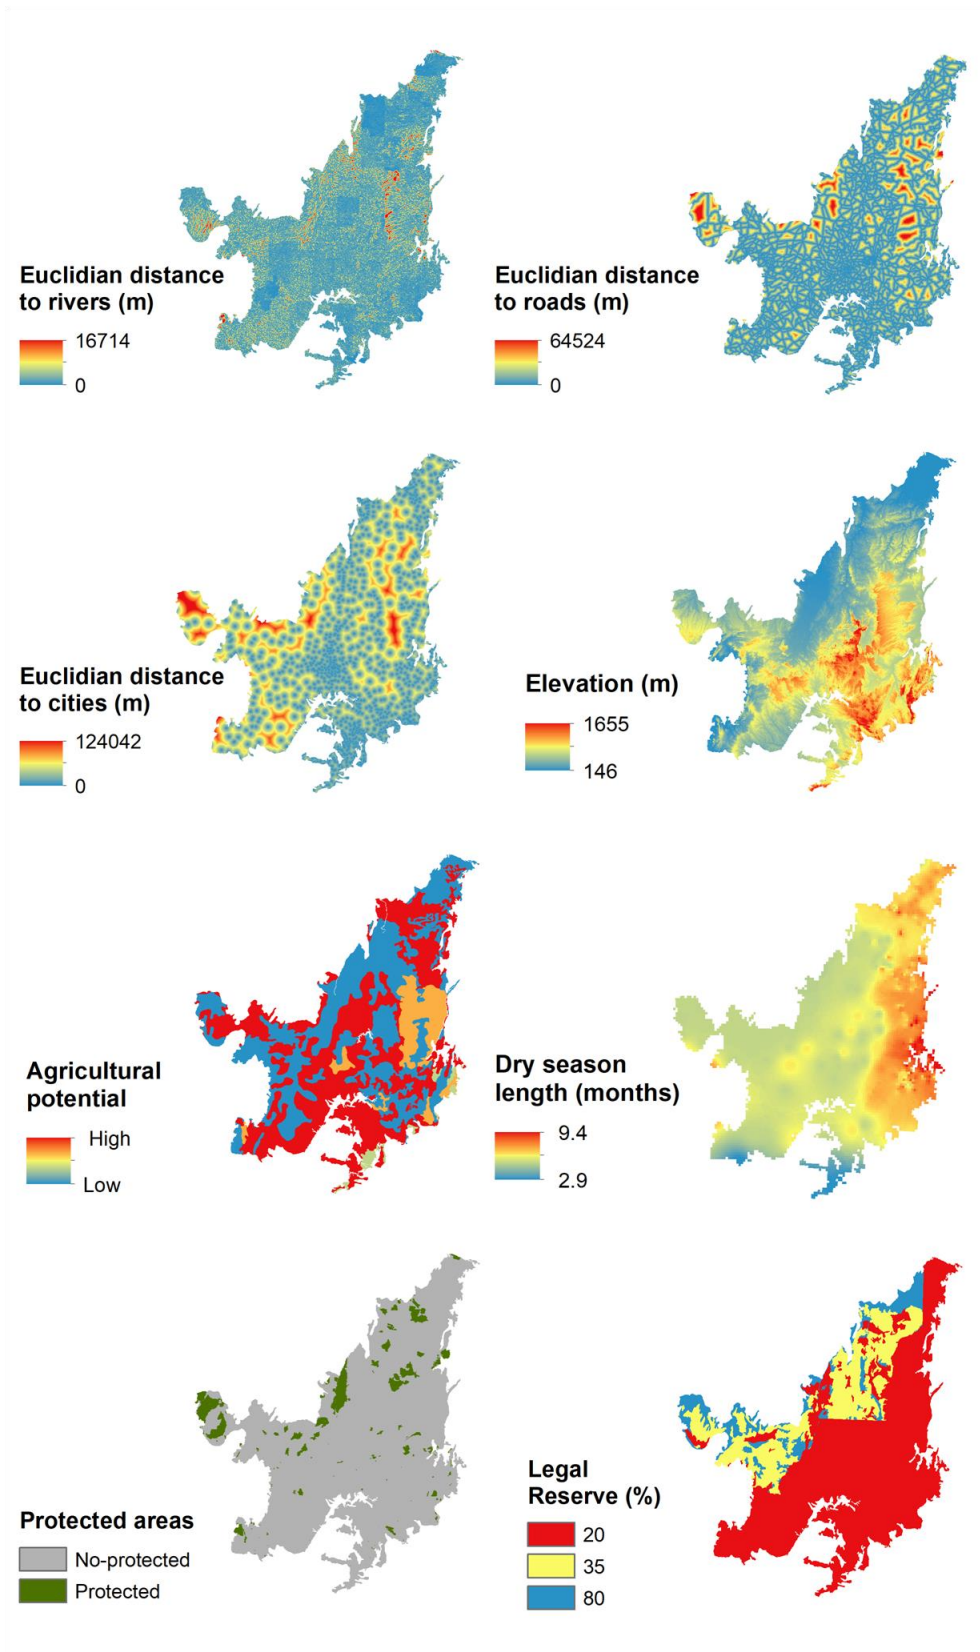 Euclidian distance
to rivers (m)
16714
0
Euclidian distance
to roads (m)
64524
0
Euclidian distance
to cities (m)
124042
0
Elevation (m)
1655
146
Agricultural
potential
High
Low
Dry season
length (months)
9.4
2.9
Protected areas
No-protected
Protected
Legal
Reserve (%)
20
35
80